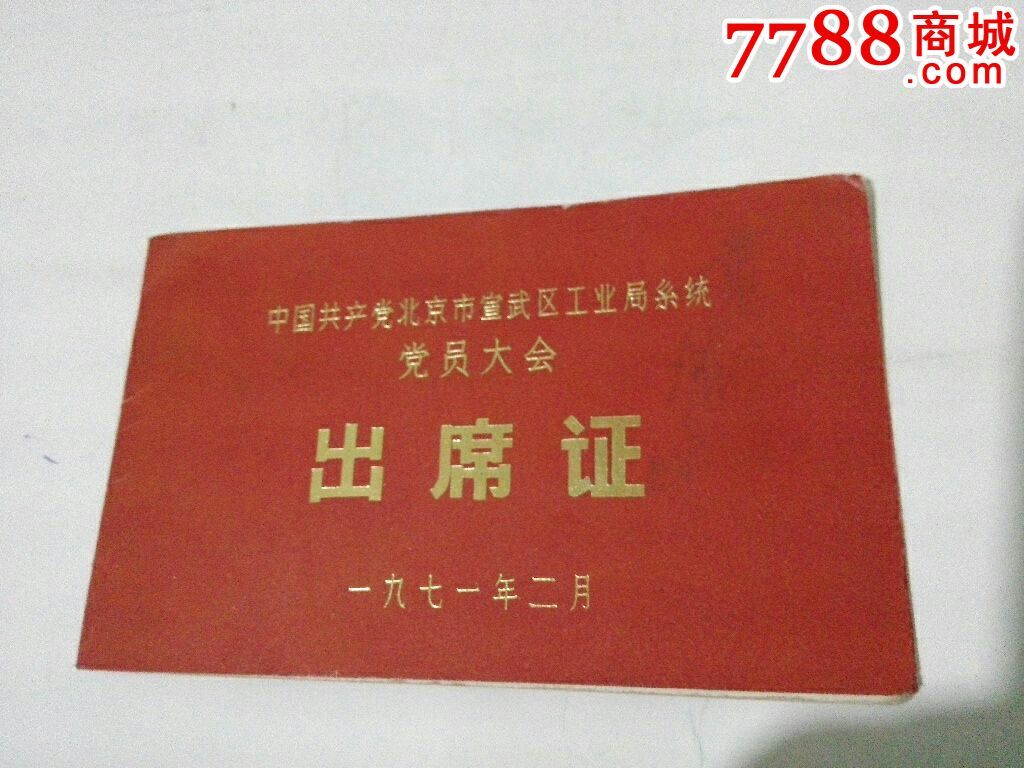 7788商城
.com
中国共产党北京市宣武区工业局系统
党员大会
出席证
一九七一年二月